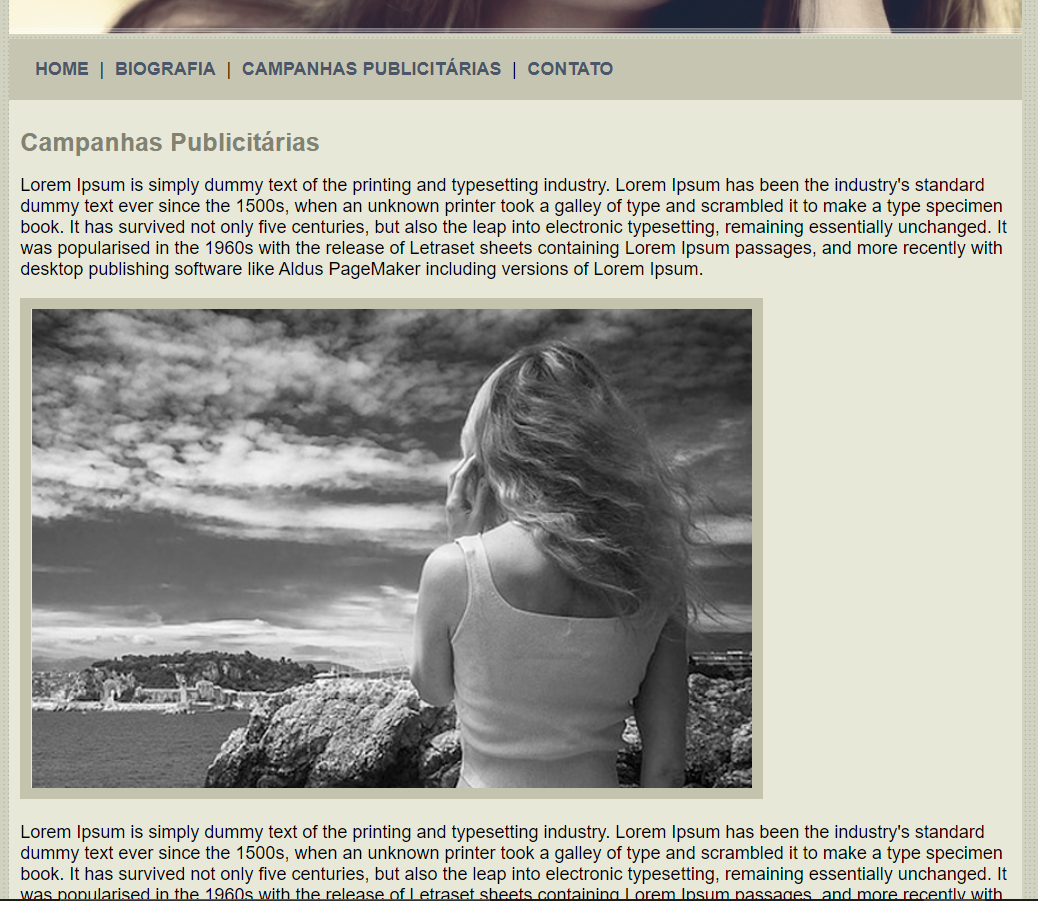 HOME | BIOGRAFIA | CAMPANHAS PUBLICITÁRIAS | CONTATO
Campanhas Publicitárias
Lorem Ipsum is simply dummy text of the printing and typesetting industry. Lorem Ipsum has been the industry's standard
dummy text ever since the 1500s, when an unknown printer took a galley of type and scrambled it to make a type specimen
book. It has survived not only five centuries, but also the leap into electronic typesetting, remaining essentially unchanged. It
was popularised in the 1960s with the release of Letraset sheets containing Lorem Ipsum passages, and more recently with
desktop publishing software like Aldus PageMaker including versions of Lorem Ipsum.
Lorem Ipsum is simply dummy text of the printing and typesetting industry. Lorem Ipsum has been the industry's standard
dummy text ever since the 1500s, when an unknown printer took a galley of type and scrambled it to make a type specimen
book. It has survived not only five centuries, but also the leap into electronic typesetting, remaining essentially unchanged. It
was popularised in the 1960s with the release of Letraset sheets containing Lorem Ipsum passages, and more recently with